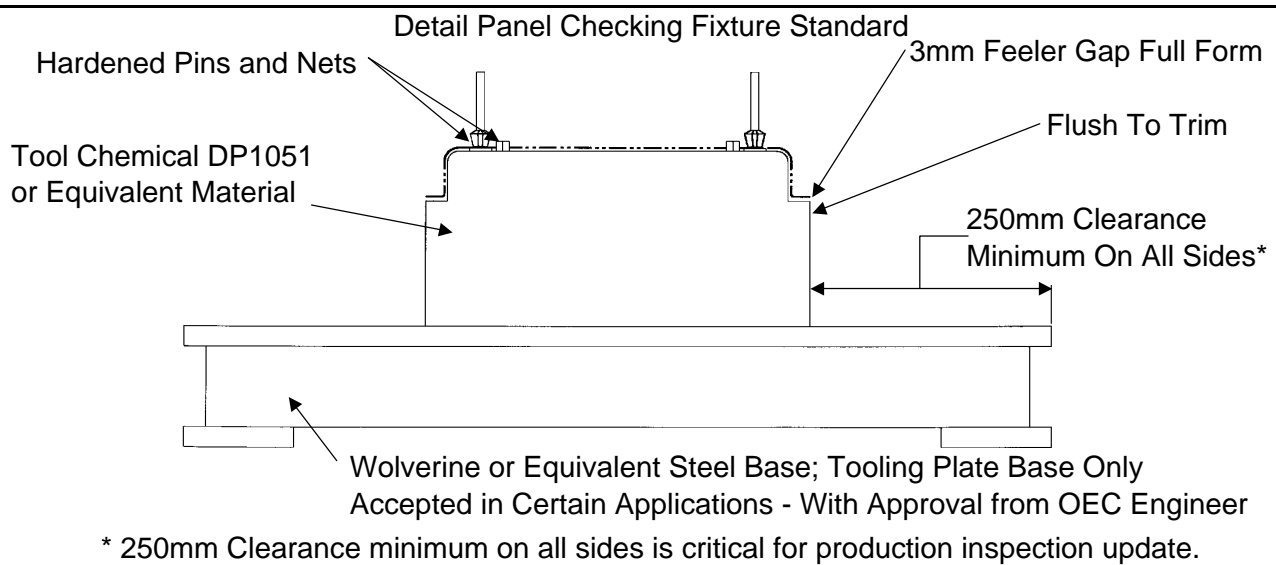 Detail Panel Checking Fixture Standard
Hardened Pins and Nets
3mm Feeler Gap Full Form
Flush To Trim
Tool Chemical DP1051
or Equivalent Material
250mm Clearance
Minimum On All Sides*
Wolverine or Equivalent Steel Base; Tooling Plate Base Only
Accepted in Certain Applications - With Approval from OEC Engineer
* 250mm Clearance minimum on all sides is critical for production inspection update.